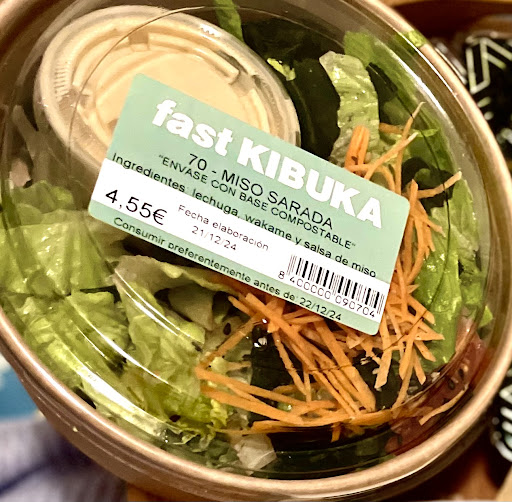 fast KIBUKA
70 - MISO SARADA
"ENVASE CON BASE COMPOSTABLE"
Ingredientes: lechuga, wakame y salsa de miso
4,55€
Fecha elaboración
21/12/24
8 400000 090704
Consumir preferentemente antes de: 22/12/24